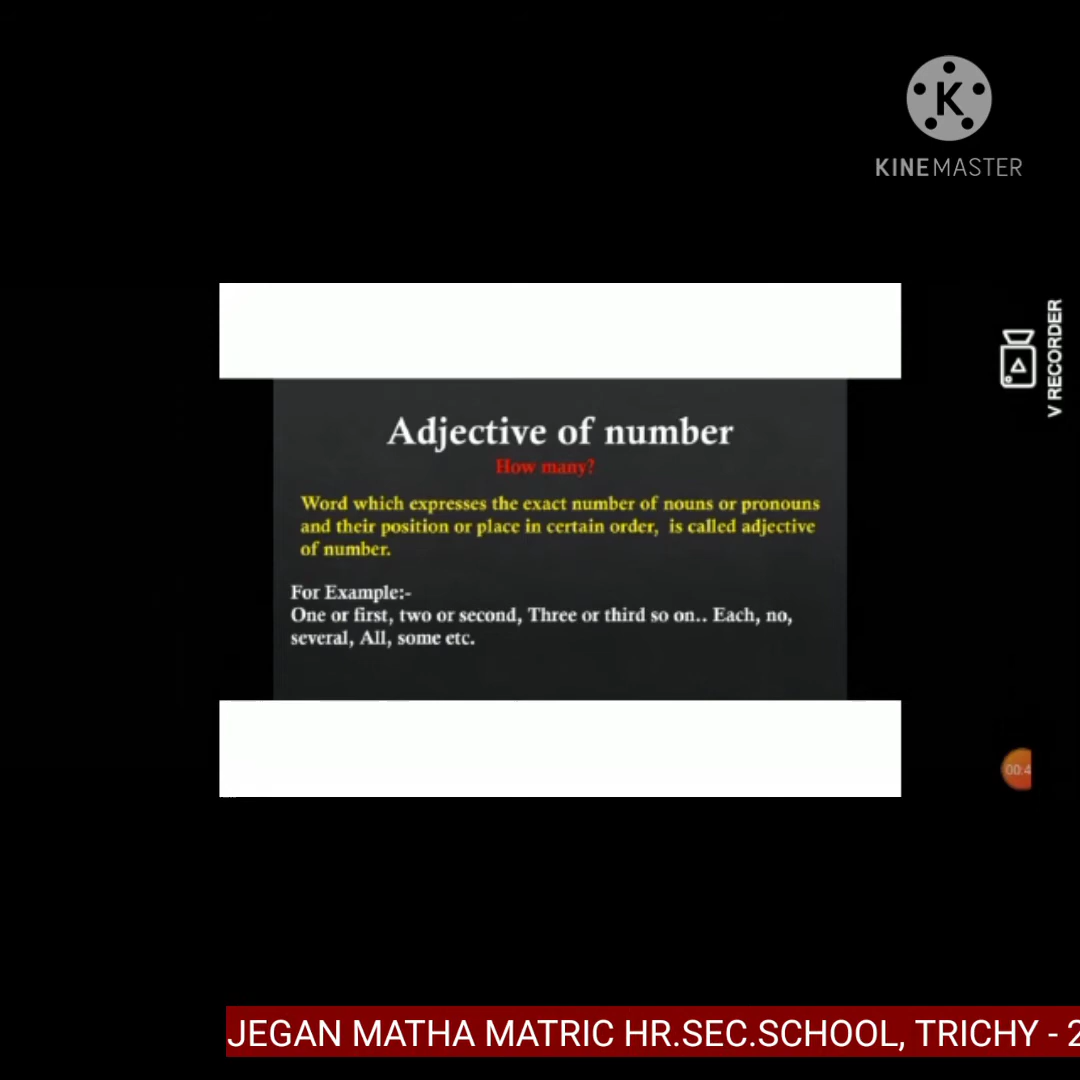 KINEMASTER
V RECORDER
Adjective of number
How many?
Word which expresses the exact number of nouns or pronouns
and their position or place in certain order, is called adjective
of number.
For Example:-
One or first, two or second, Three or third so on.. Each, no,
several, All, some etc.
00:4
JEGAN MATHA MATRIC HR.SEC.SCHOOL, TRICHY - 2